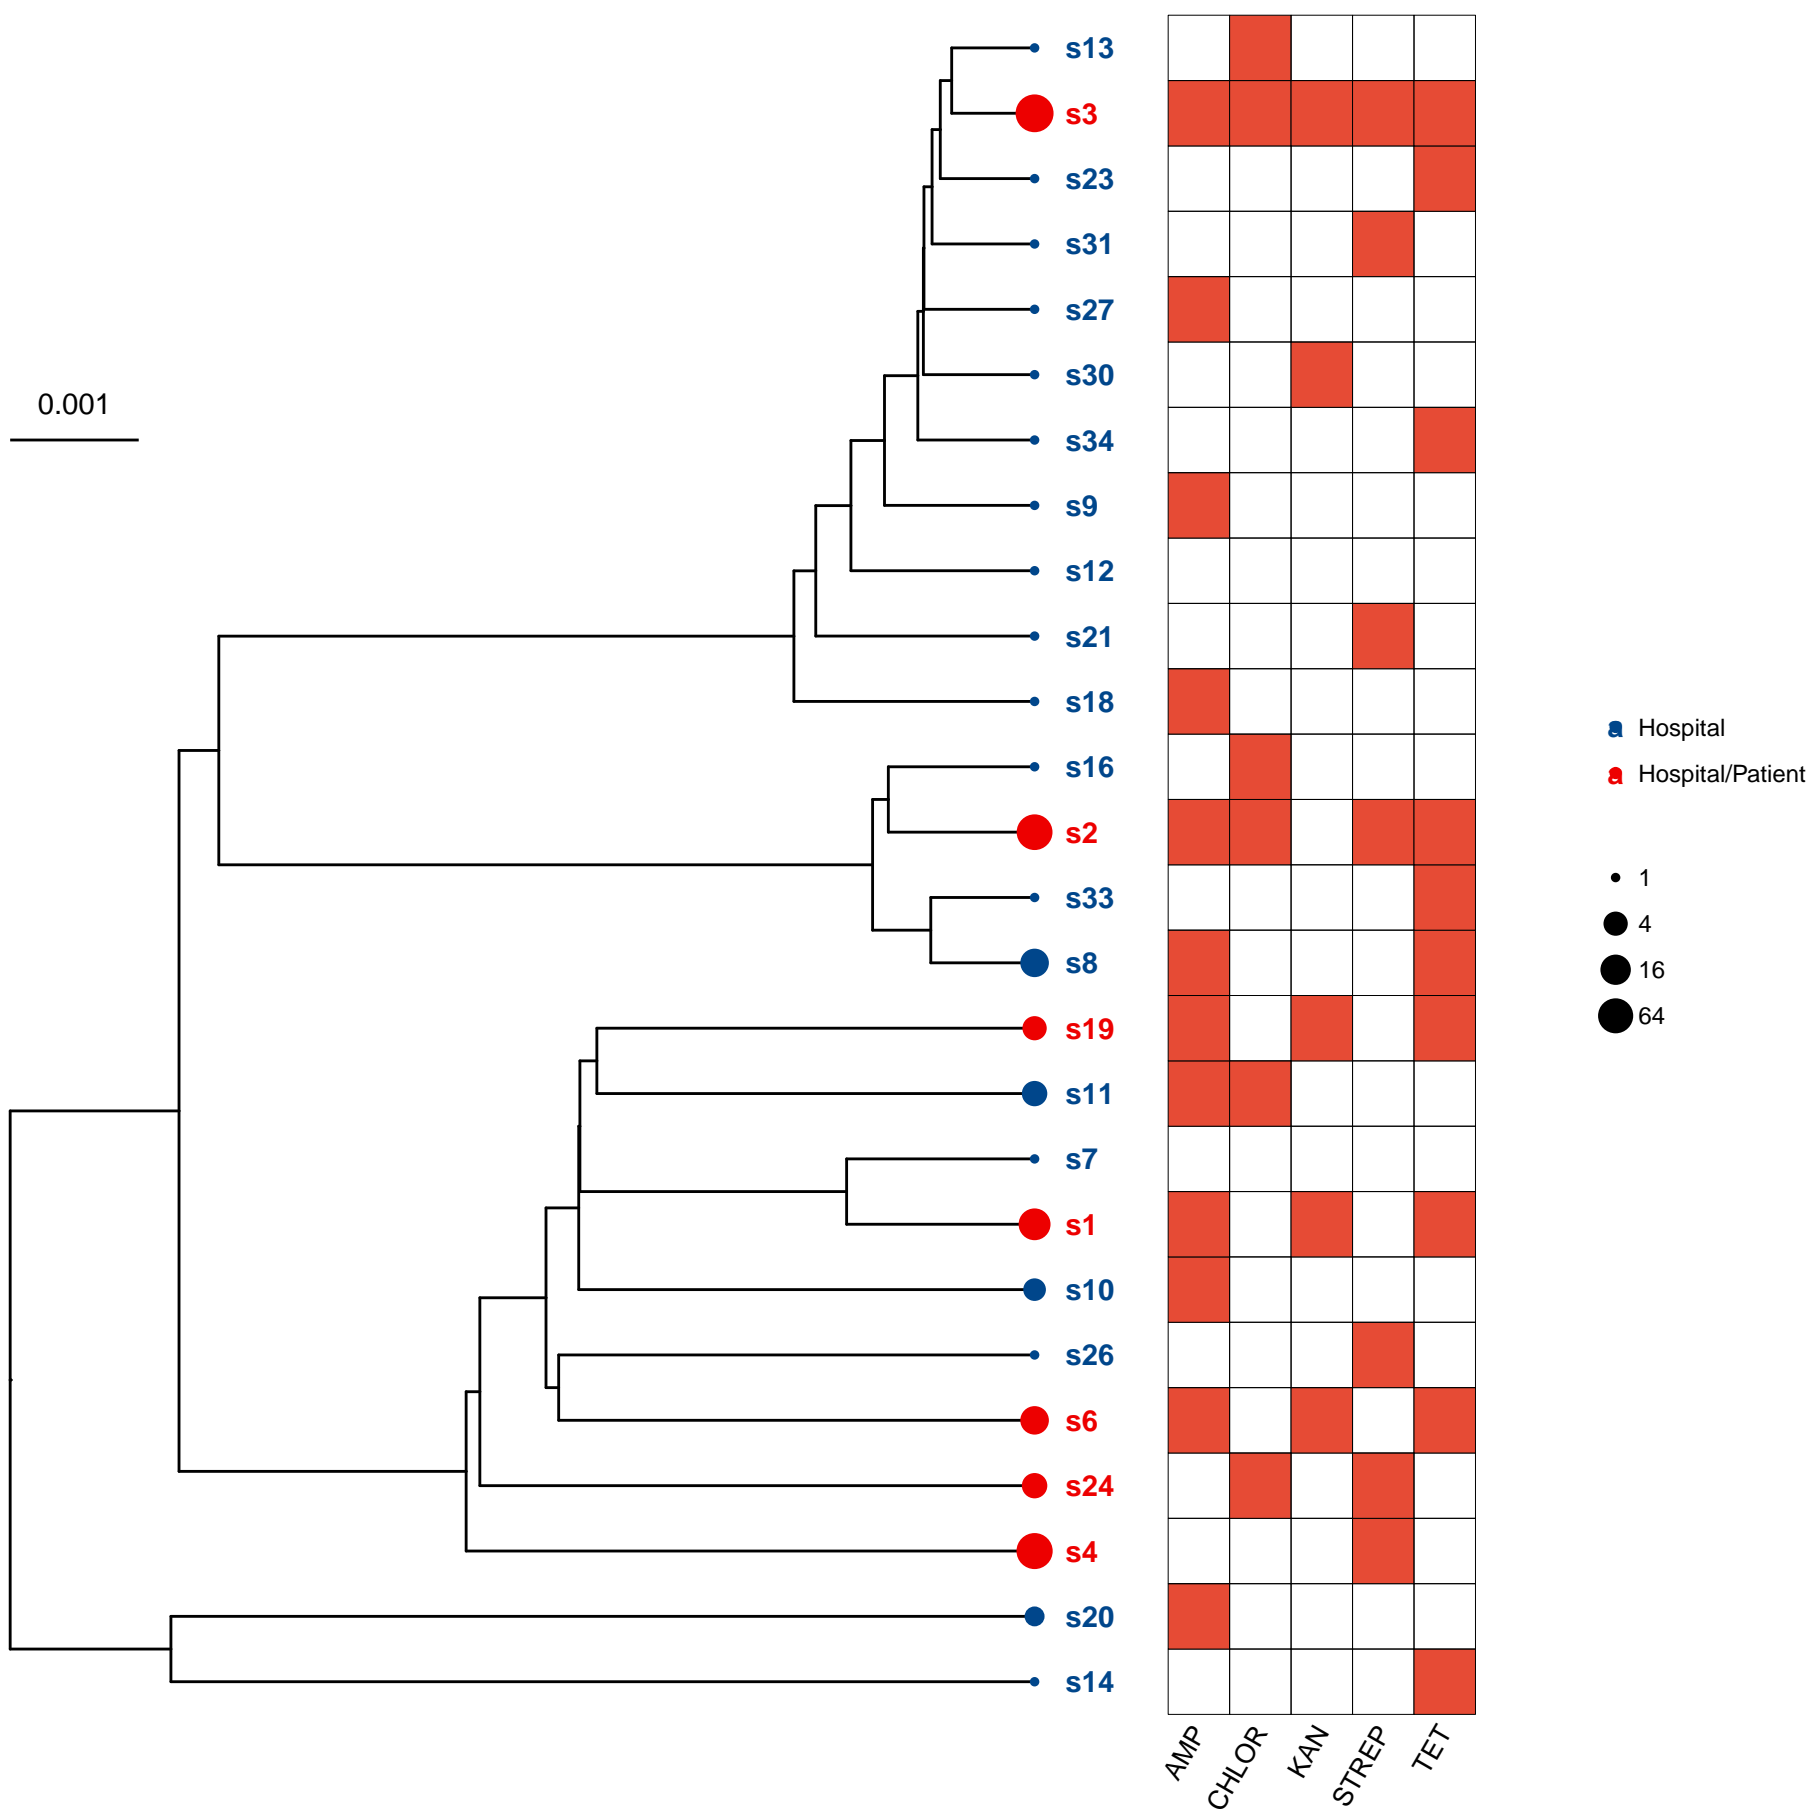 s13
s3
s23
s31
s27
s30
0.001
s34
s9
s12
s21
s18
s16
s2
s33
s8
s19
s11
s7
s1
s10
s26
s6
s24
s4
s20
s14
a Hospital
a Hospital/Patient
1
4
16
64
AMP
CHLOR
KAN
STREP
TET